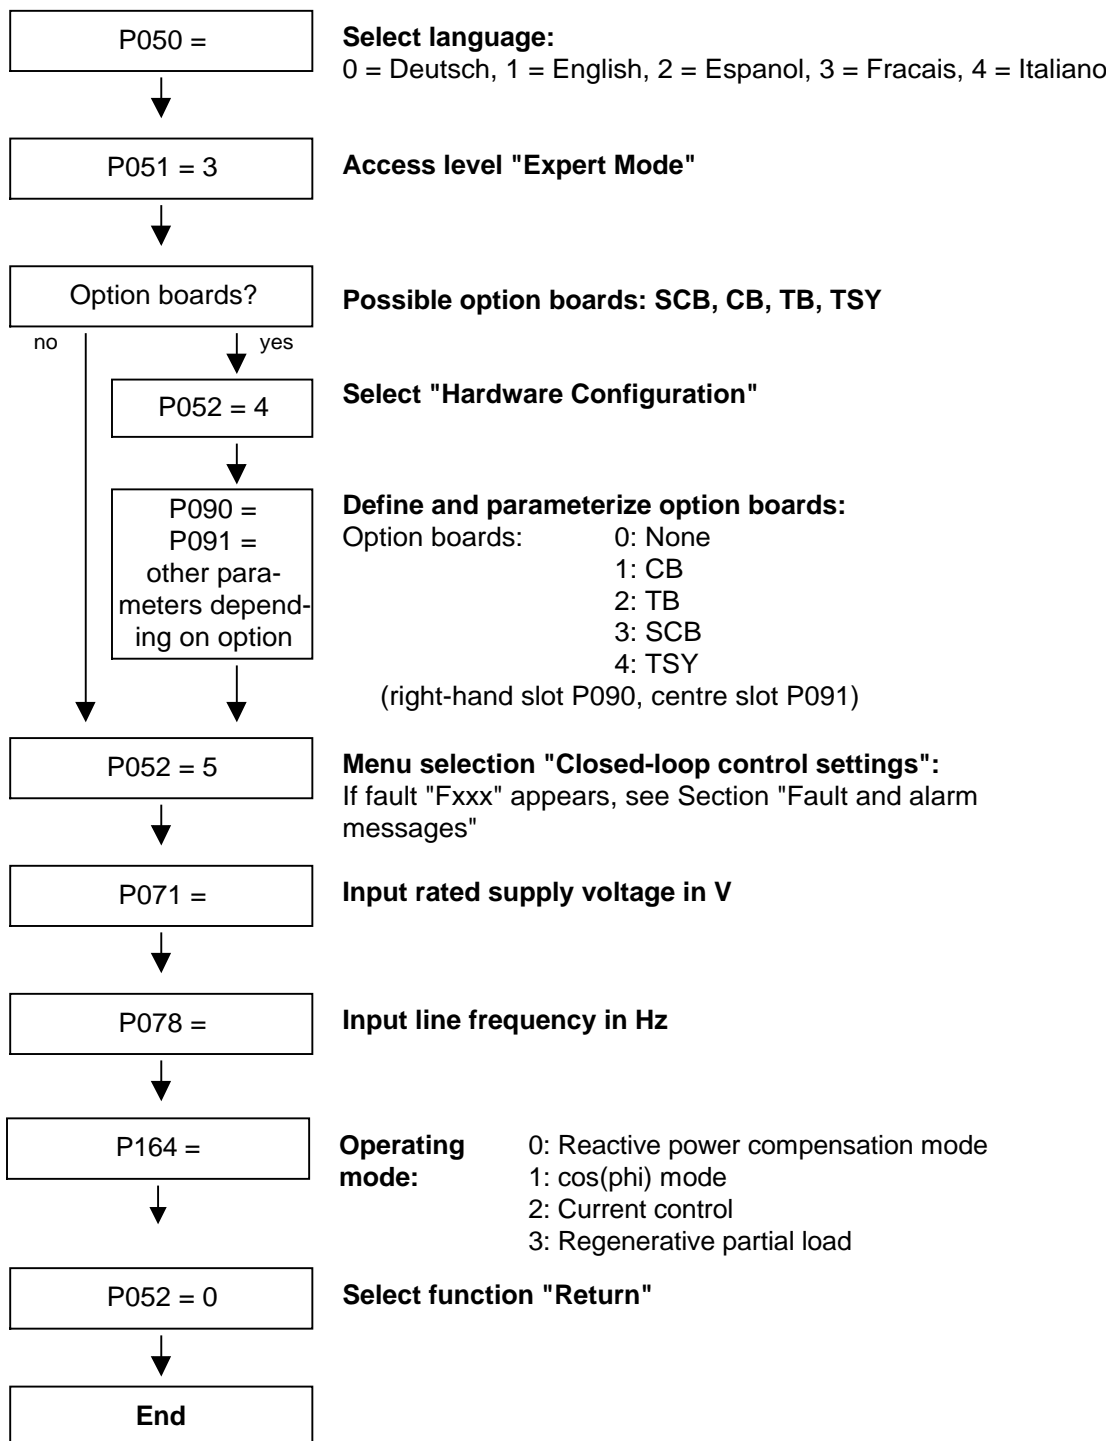 P050 =
Select language:
0 = Deutsch, 1 = English, 2 = Espanol, 3 = Fracais, 4 = Italiano
P051 = 3
Access level "Expert Mode"
Option boards?
Possible option boards: SCB, CB, TB, TSY
no
yes
P052 = 4
Select "Hardware Configuration"
P090 =
P091 =
other para-
meters depend-
ing on option
Define and parameterize option boards:
Option boards: 0: None
1: CB
2: TB
3: SCB
4: TSY
(right-hand slot P090, centre slot P091)
P052 = 5
Menu selection "Closed-loop control settings":
If fault "Fxxx" appears, see Section "Fault and alarm
messages"
P071 =
Input rated supply voltage in V
P078 =
Input line frequency in Hz
P164 =
Operating
mode:
0: Reactive power compensation mode
1: cos(phi) mode
2: Current control
3: Regenerative partial load
P052 = 0
Select function "Return"
End